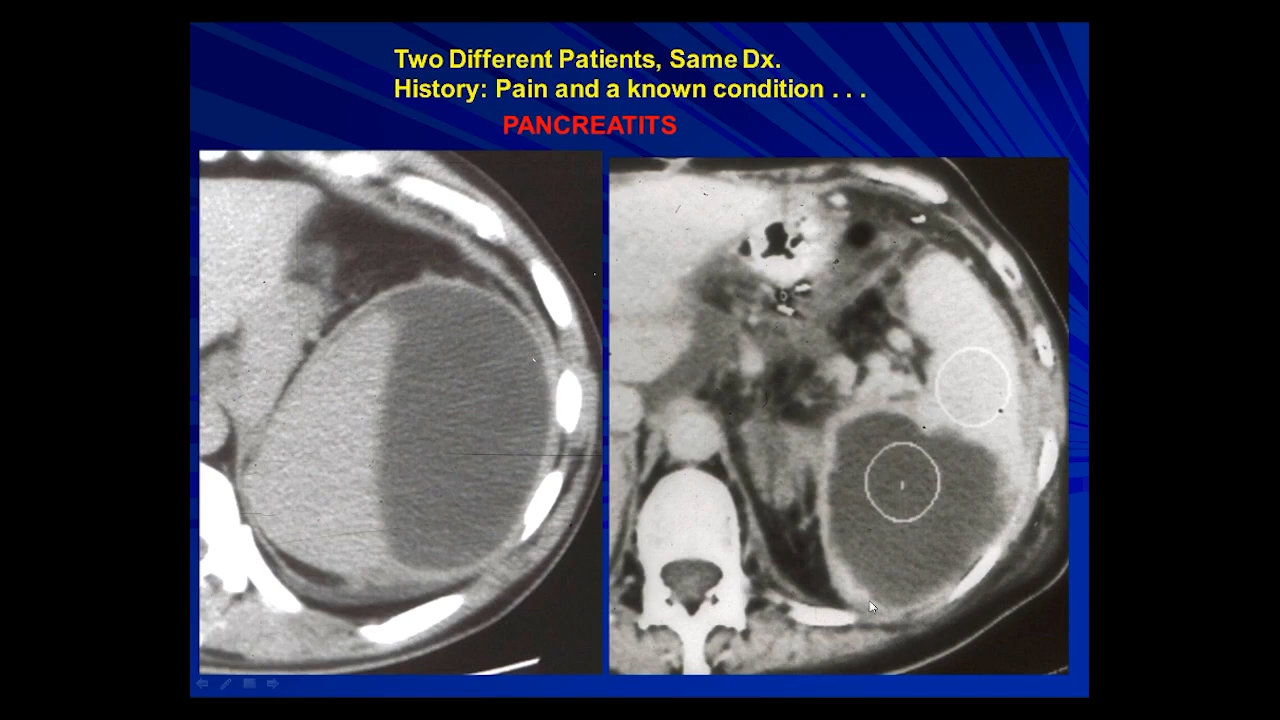 Two Different Patients, Same Dx.
History: Pain and a known condition . . .
PANCREATITS